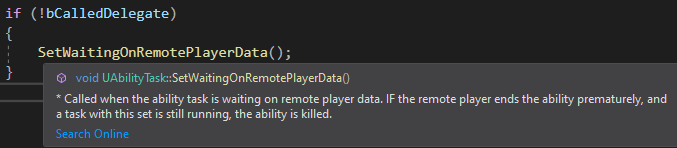 if (!bCalledDelegate)
{
SetWaitingOnRemotePlayerData();
}
void UAbilityTask::SetWaitingOnRemotePlayerData()
* Called when the ability task is waiting on remote player data. IF the remote player ends the ability prematurely, and
a task with this set is still running, the ability is killed.
Search Online